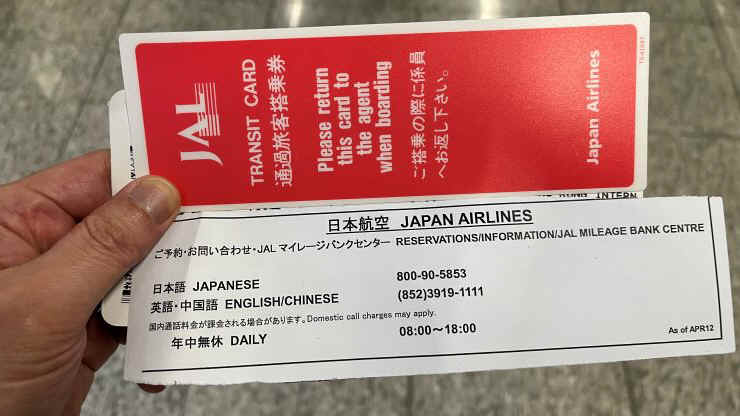 JAL
TRANSIT CARD
通過旅客搭乗券
Please return
this card to
the agent
when boarding
ご搭乗の際に係員
へお返し下さい。
Japan Airlines
INTERN
日本航空 JAPAN AIRLINES
ご予約・お問い合わせ・JALマイレージバンクセンター RESERVATIONS/INFORMATION/JAL MILEAGE BANK CENTRE
日本語 JAPANESE 800-90-5853
英語・中国語 ENGLISH/CHINESE (852)3919-1111
国内通話料金が課金される場合があります。Domestic call charges may apply.
年中無休 DAILY 08:00～18:00
As of APR12